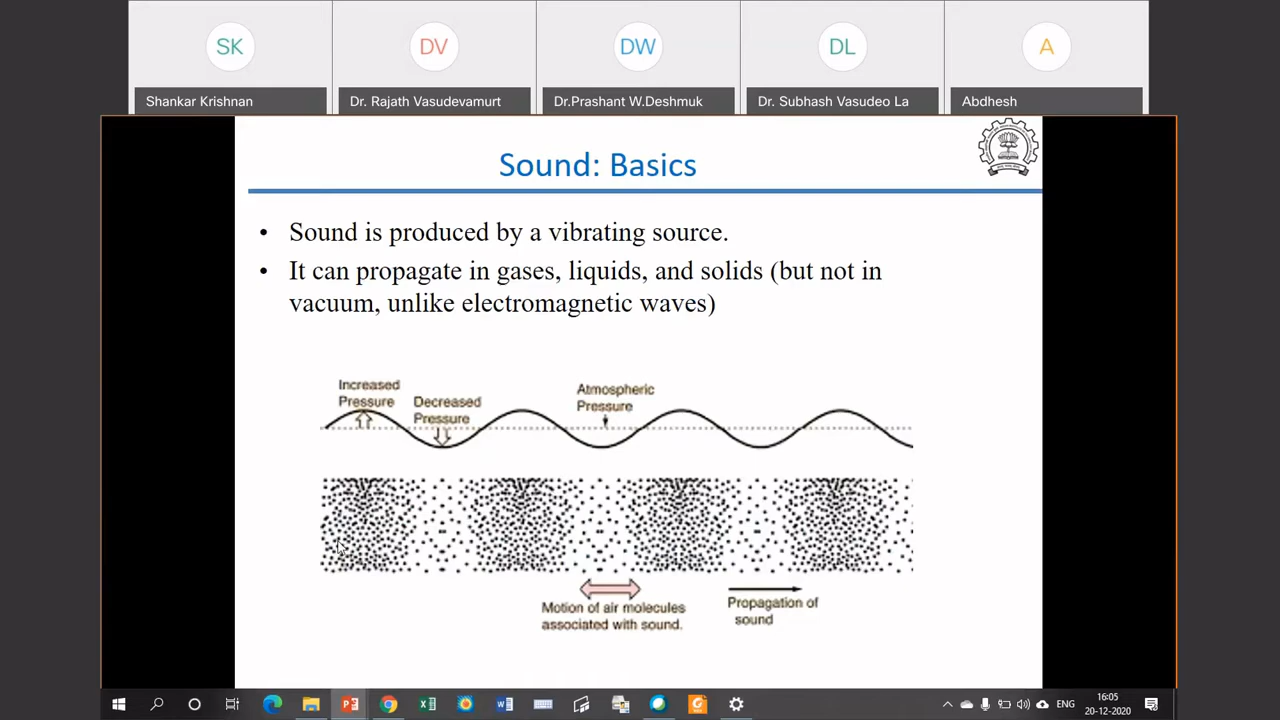 SK
DV
DW
DL
A
Shankar Krishnan
Dr. Rajath Vasudevamurt
Dr.Prashant W.Deshmuk
Dr. Subhash Vasudeo La
Abdhesh
Sound: Basics
• Sound is produced by a vibrating source.
• It can propagate in gases, liquids, and solids (but not in
vacuum, unlike electromagnetic waves)
Increased
Pressure
Decreased
Pressure
Atmospheric
Pressure
Motion of air molecules
associated with sound.
Propagation of
sound
ENG
16:05
20-12-2020